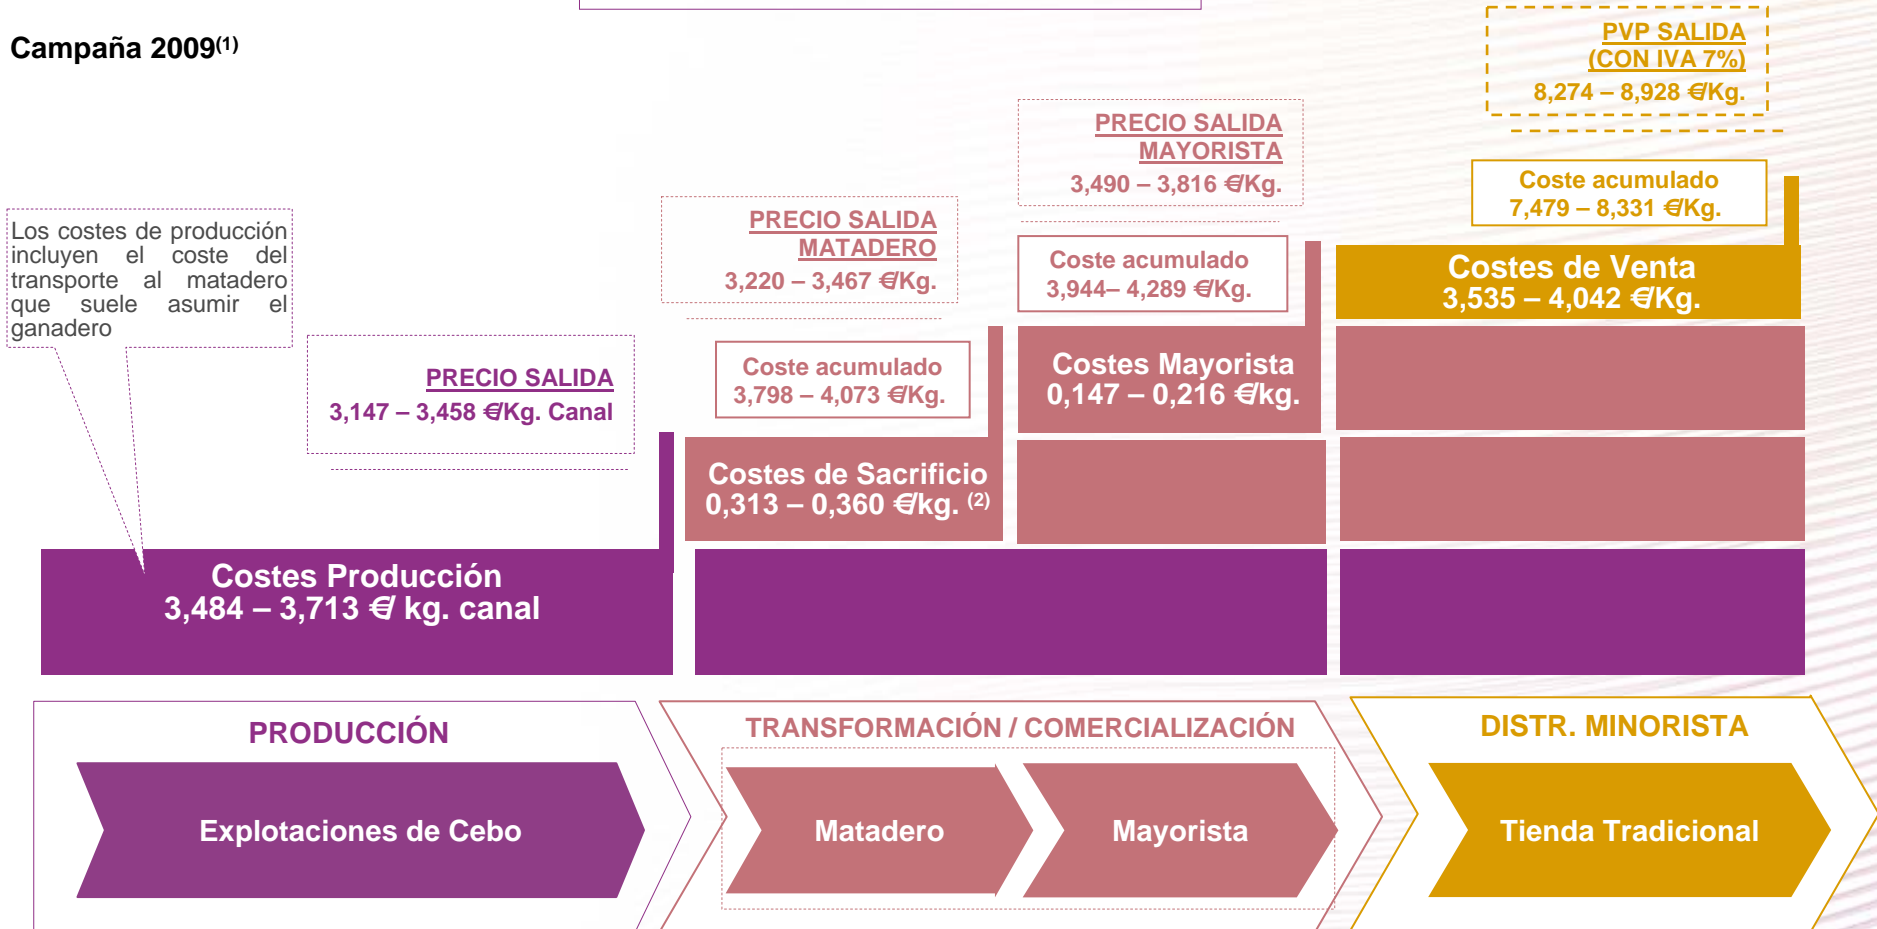 Campaña 2009(1)
PVP SALIDA
(CON IVA 7%)
8,274 – 8,928 €/Kg.
PRECIO SALIDA
MAYORISTA
3,490 – 3,816 €/Kg.
Coste acumulado
7,479 – 8,331 €/Kg.
Los costes de producción
incluyen el coste del
transporte al matadero
que suele asumir el
ganadero
PRECIO SALIDA
MATADERO
3,220 – 3,467 €/Kg.
Coste acumulado
3,944– 4,289 €/Kg.
Costes de Venta
3,535 – 4,042 €/Kg.
PRECIO SALIDA
3,147 – 3,458 €/Kg. Canal
Coste acumulado
3,798 – 4,073 €/Kg.
Costes Mayorista
0,147 – 0,216 €/kg.
Costes de Sacrificio
0,313 – 0,360 €/kg. (2)
Costes Producción
3,484 – 3,713 €/ kg. canal
PRODUCCIÓN
TRANSFORMACIÓN / COMERCIALIZACIÓN
DISTR. MINORISTA
Explotaciones de Cebo
Matadero
Mayorista
Tienda Tradicional